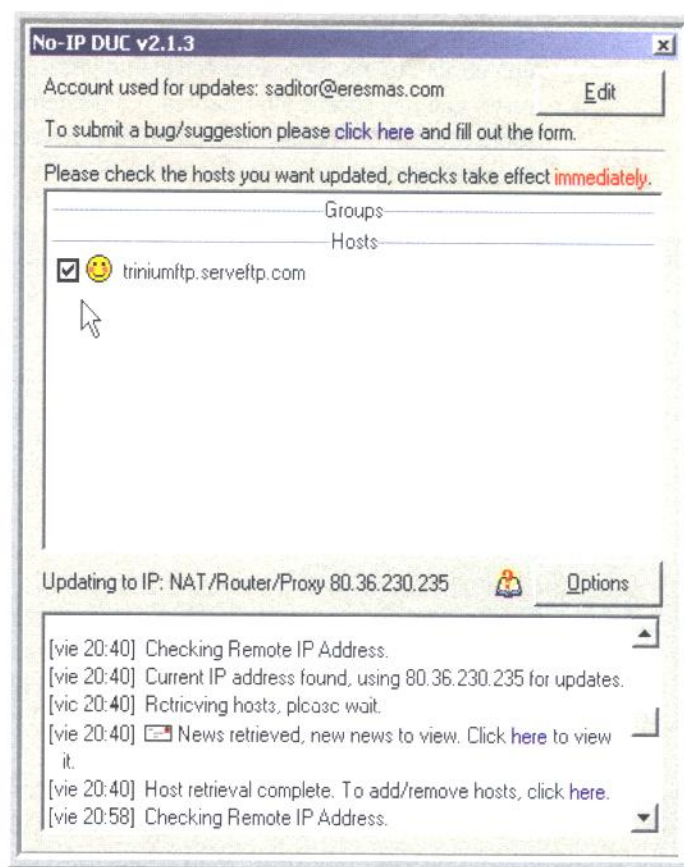 No-IP DUC v2.1.3
Account used for updates: saditor@eresmas.com
Edit
To submit a bug/suggestion please click here and fill out the form.
Please check the hosts you want updated, checks take effect immediately.
Groups
Hosts
triniumftp.serveftp.com
Updating to IP: NAT/Router/Proxy 80.36.230.235
Options
[vie 20:40] Checking Remote IP Address.
[vie 20:40] Current IP address found, using 80.36.230.235 for updates.
[vie 20:40] Retrieving hosts, please wait.
[vie 20:40] News retrieved, new news to view. Click here to view
it.
[vie 20:40] Host retrieval complete. To add/remove hosts, click here.
[vie 20:58] Checking Remote IP Address.